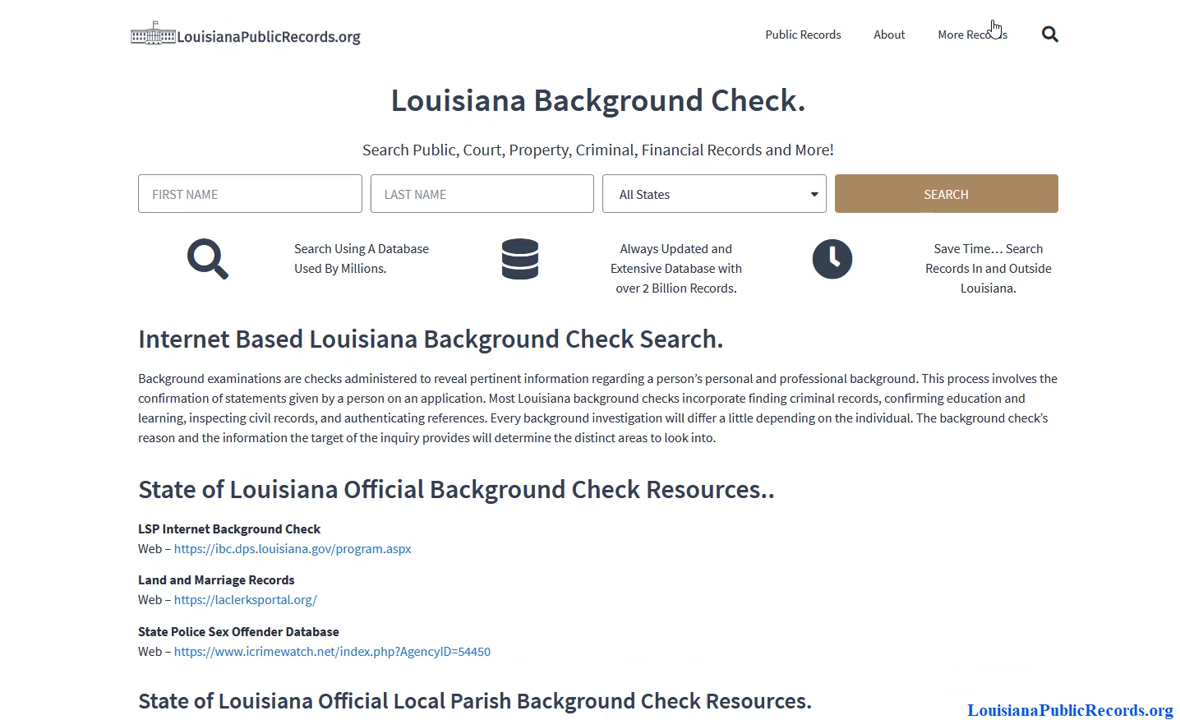 LouisianaPublicRecords.org
Public Records
About
More Records
Louisiana Background Check.
Search Public, Court, Property, Criminal, Financial Records and More!
FIRST NAME
LAST NAME
All States
SEARCH
Search Using A Database
Used By Millions.
Always Updated and
Extensive Database with
over 2 Billion Records.
Save Time… Search
Records In and Outside
Louisiana.
Internet Based Louisiana Background Check Search.
Background examinations are checks administered to reveal pertinent information regarding a person’s personal and professional background. This process involves the
confirmation of statements given by a person on an application. Most Louisiana background checks incorporate finding criminal records, confirming education and
learning, inspecting civil records, and authenticating references. Every background investigation will differ a little depending on the individual. The background check’s
reason and the information the target of the inquiry provides will determine the distinct areas to look into.
State of Louisiana Official Background Check Resources..
LSP Internet Background Check
Web – https://ibc.dps.louisiana.gov/program.aspx
Land and Marriage Records
Web – https://laclerksportal.org/
State Police Sex Offender Database
Web – https://www.icrimewatch.net/index.php?AgencyID=54450
State of Louisiana Official Local Parish Background Check Resources.
LouisianaPublicRecords.org